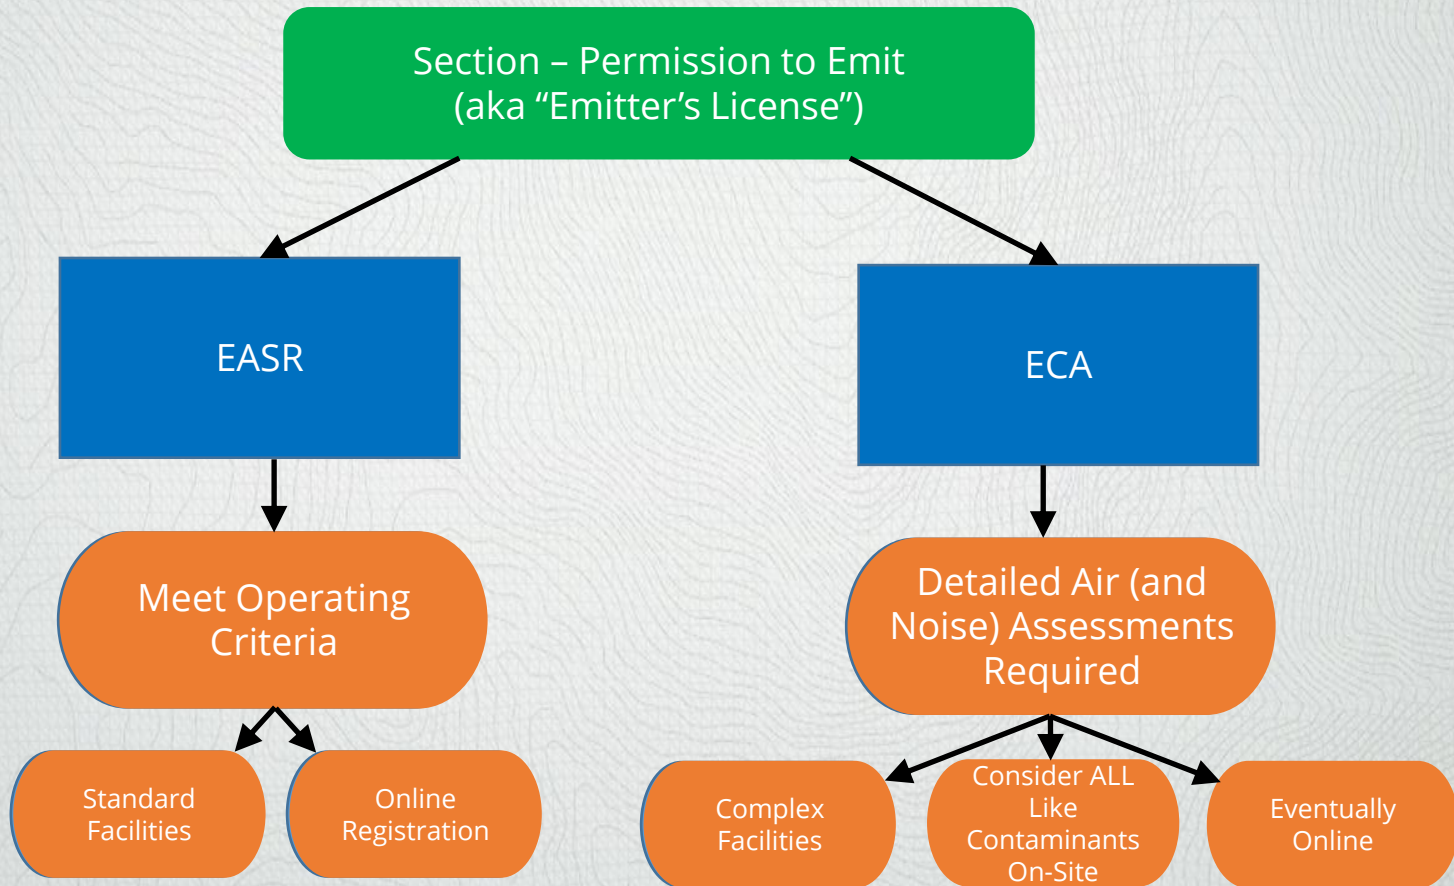 Section – Permission to Emit
(aka “Emitter’s License”)
EASR
ECA
Meet Operating
Criteria
Detailed Air (and
Noise) Assessments
Required
Standard
Facilities
Online
Registration
Complex
Facilities
Consider ALL
Like
Contaminants
On-Site
Eventually
Online